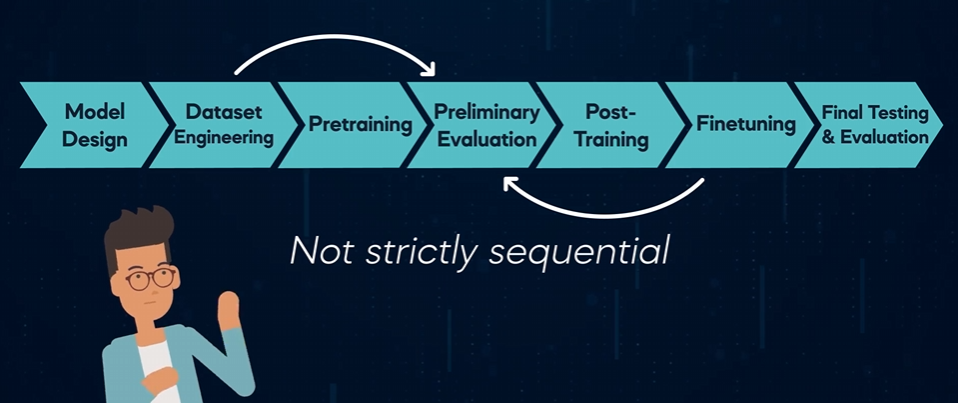 Model
Design
Dataset
Engineering
Pretraining
Preliminary
Evaluation
Post-
Training
Finetuning
Final Testing
& Evaluation
Not strictly sequential